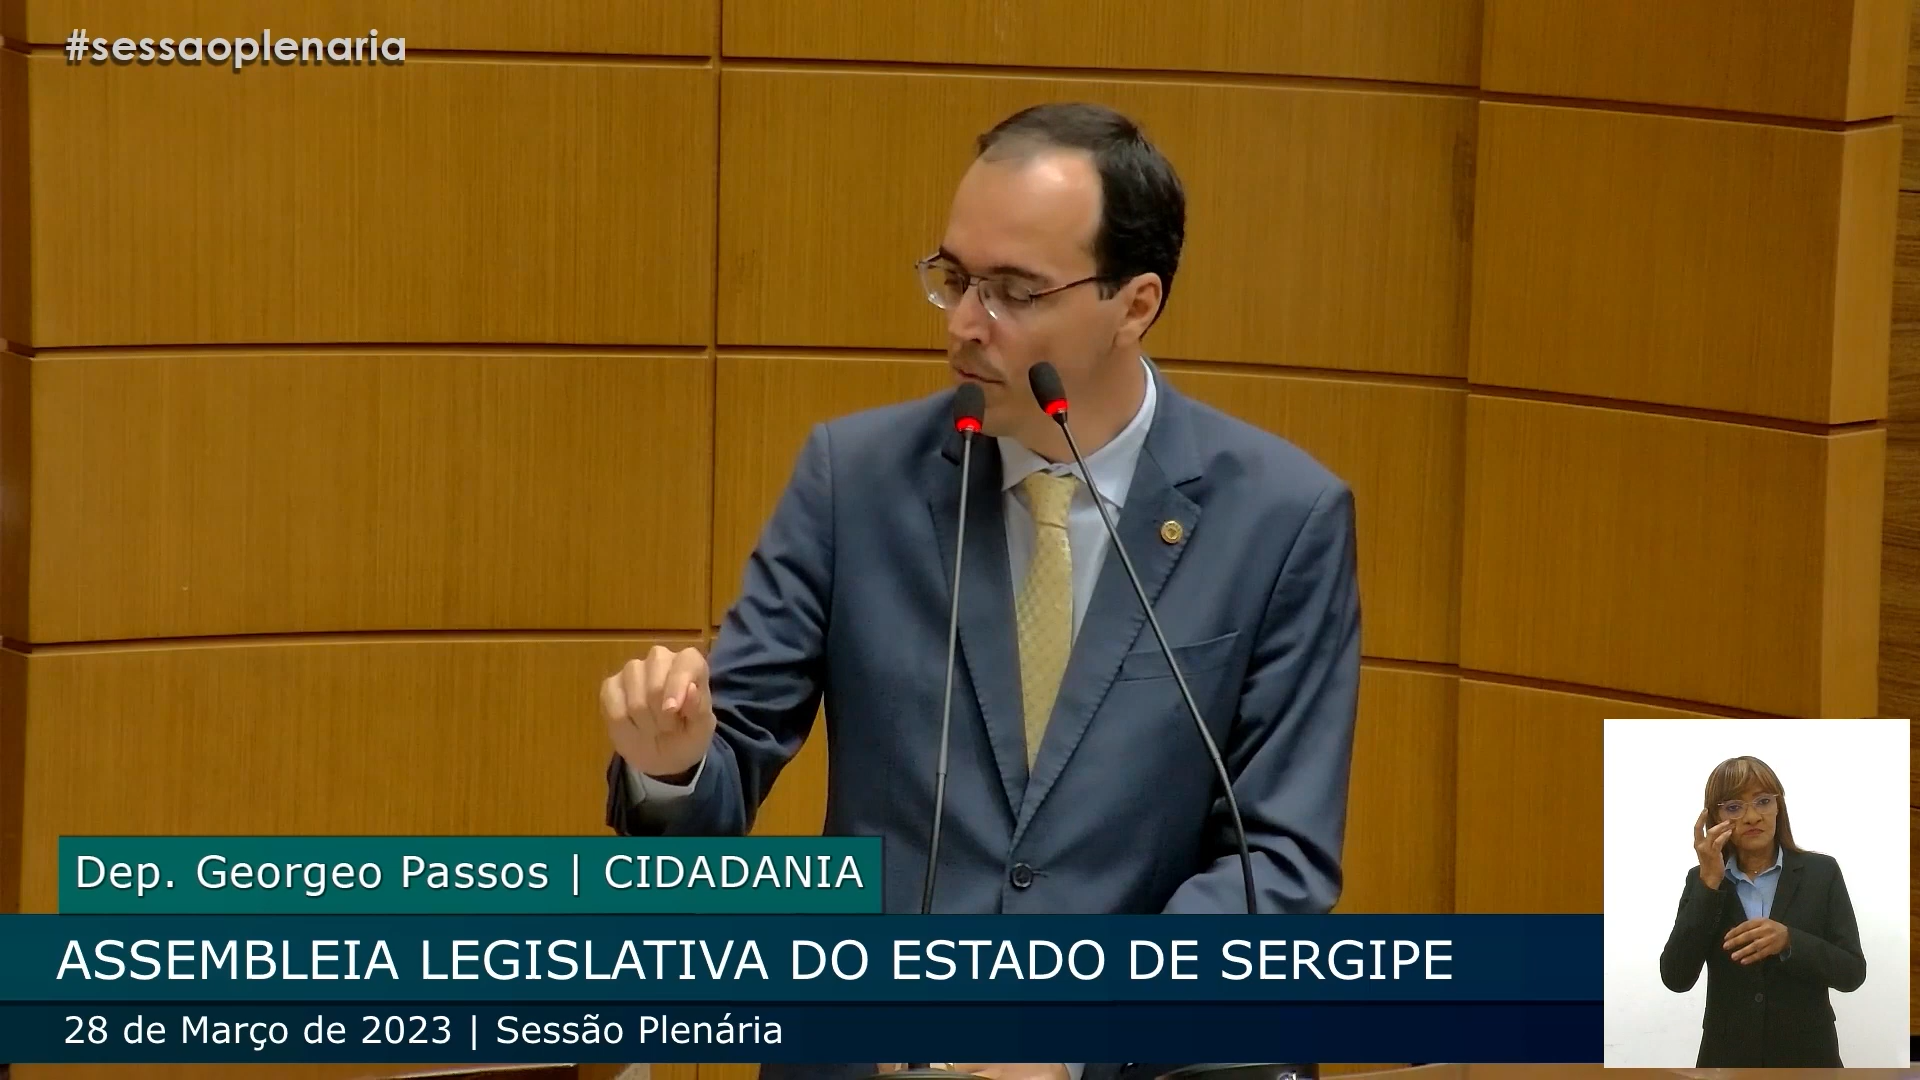 #sessaoplenaria
Dep. Georgeo Passos | CIDADANIA
ASSEMBLEIA LEGISLATIVA DO ESTADO DE SERGIPE
28 de Março de 2023 | Sessão Plenária